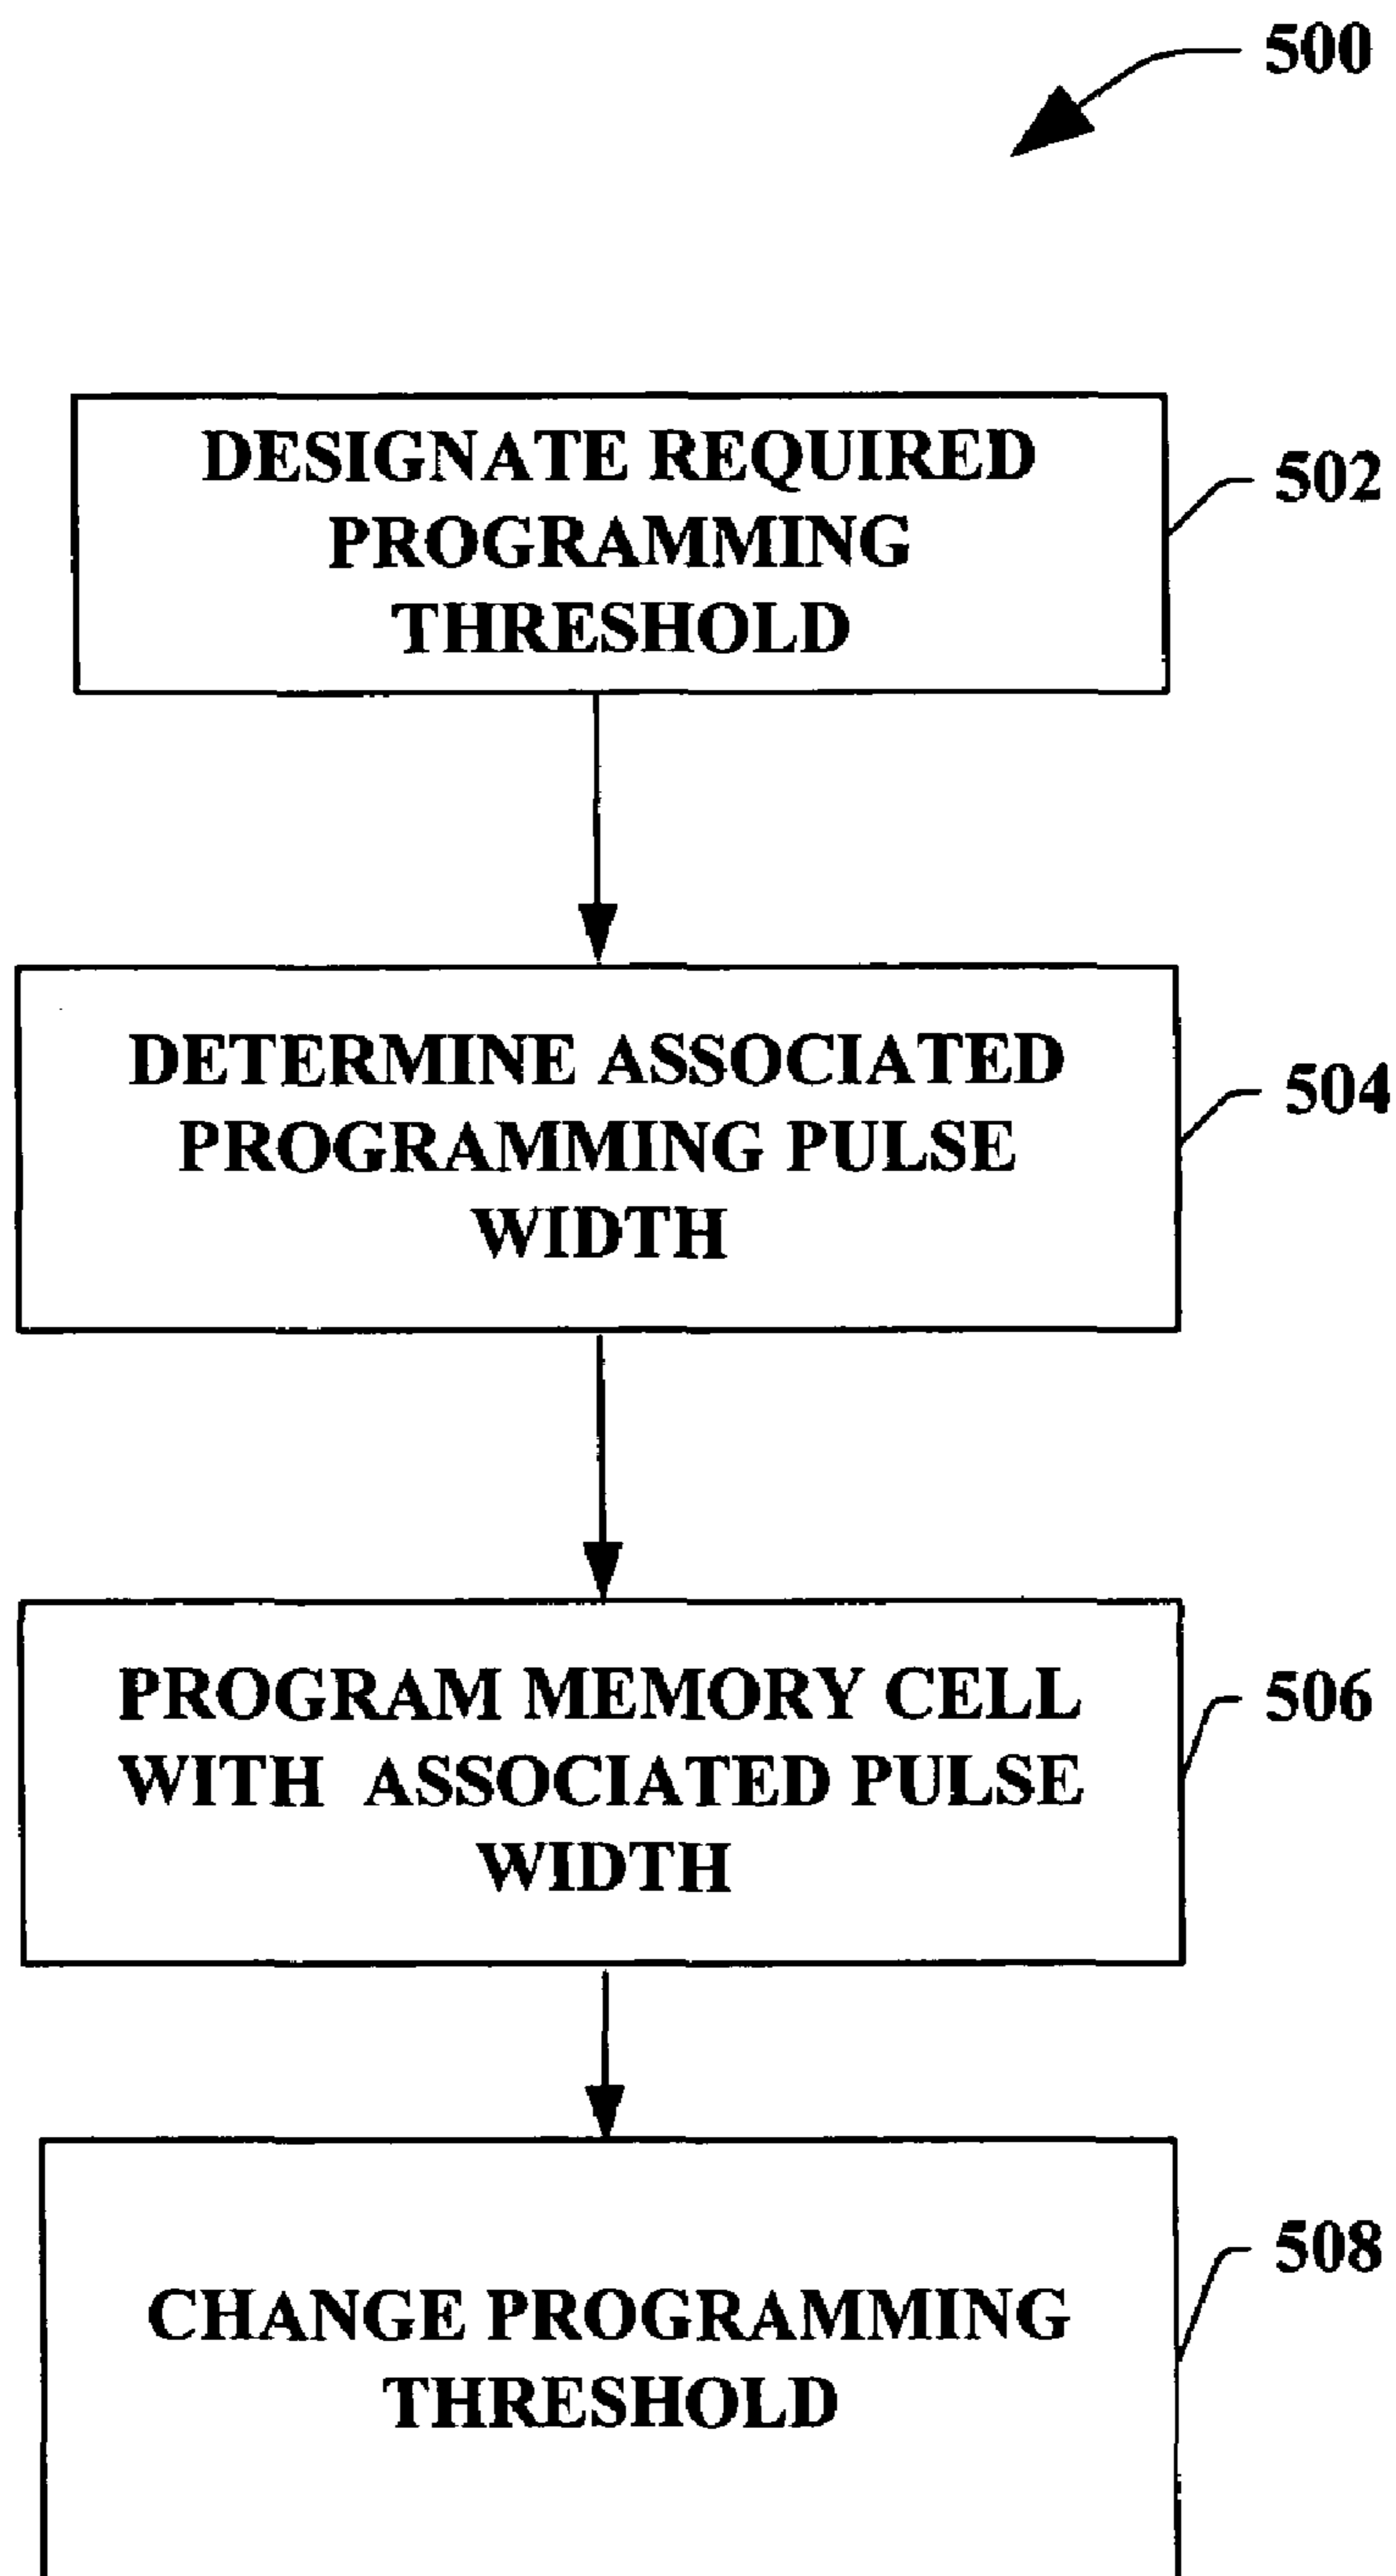 500
DESIGNATE REQUIRED
PROGRAMMING
THRESHOLD
502
DETERMINE ASSOCIATED
PROGRAMMING PULSE
WIDTH
504
PROGRAM MEMORY CELL
WITH ASSOCIATED PULSE
WIDTH
506
CHANGE PROGRAMMING
THRESHOLD
508